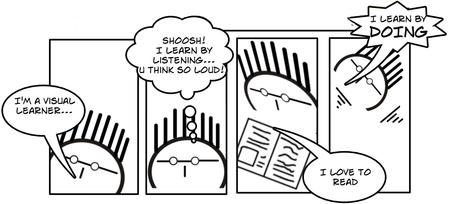 I'M A VISUAL
LEARNER...
SHOOSH!
I LEARN BY
LISTENING...
U THINK SO LOUD!
I LOVE TO
READ
I LEARN BY
DOING